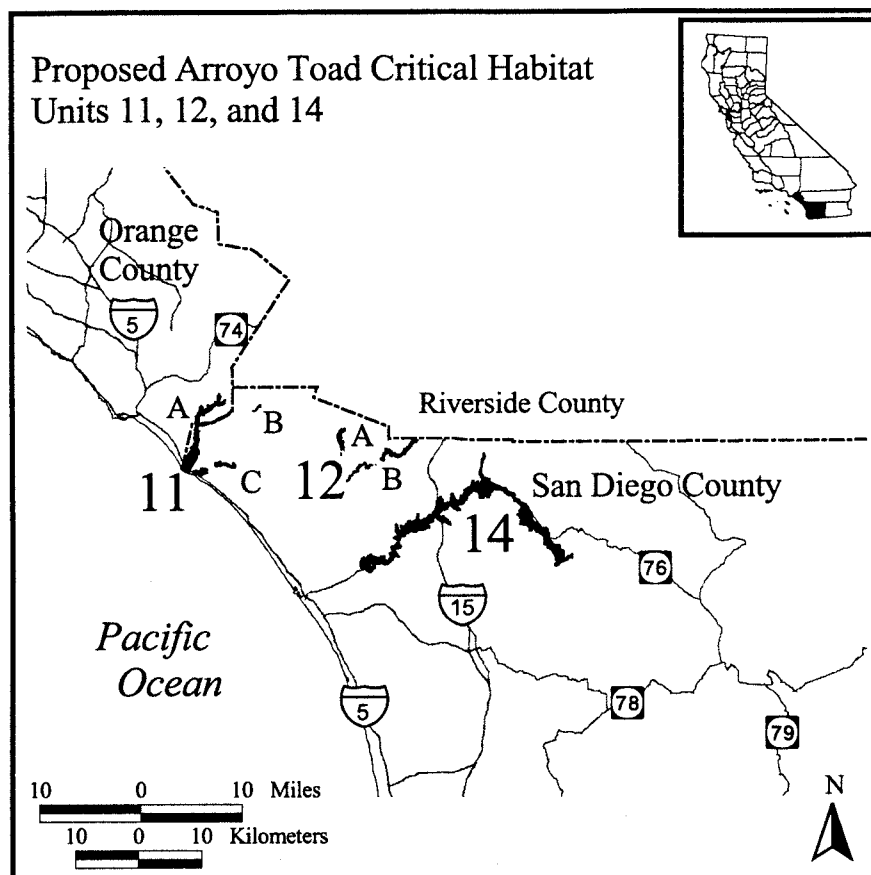 Proposed Arroyo Toad Critical Habitat
Units 11, 12, and 14
Orange
County
5
74
A
B
Riverside County
A
11
C
12
B
San Diego County
14
76
15
Pacific
Ocean
5
78
79
10 0 10 Miles
10 0 10 Kilometers
N